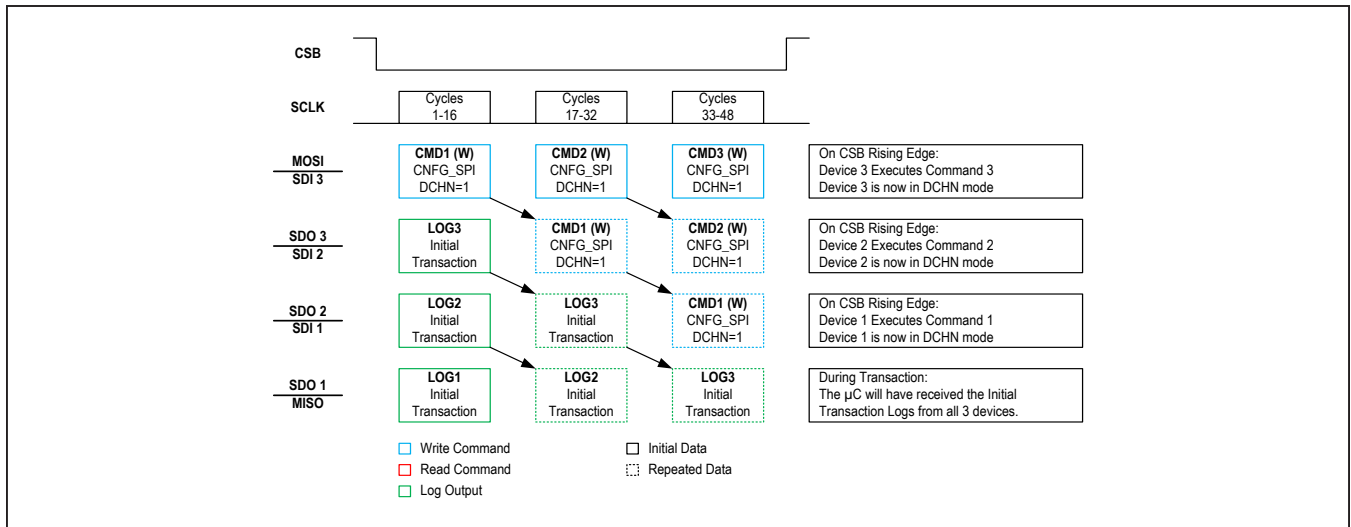 CSB
SCLK
Cycles
1-16
Cycles
17-32
Cycles
33-48
MOSI
SDI 3
CMD1 (W)
CNFG_SPI
DCHN=1
CMD2 (W)
CNFG_SPI
DCHN=1
CMD3 (W)
CNFG_SPI
DCHN=1
On CSB Rising Edge:
Device 3 Executes Command 3
Device 3 is now in DCHN mode
SDO 3
SDI 2
LOG3
Initial
Transaction
CMD1 (W)
CNFG_SPI
DCHN=1
CMD2 (W)
CNFG_SPI
DCHN=1
On CSB Rising Edge:
Device 2 Executes Command 2
Device 2 is now in DCHN mode
SDO 2
SDI 1
LOG2
Initial
Transaction
LOG3
Initial
Transaction
CMD1 (W)
CNFG_SPI
DCHN=1
On CSB Rising Edge:
Device 1 Executes Command 1
Device 1 is now in DCHN mode
SDO 1
MISO
LOG1
Initial
Transaction
LOG2
Initial
Transaction
LOG3
Initial
Transaction
During Transaction:
The µC will have received the Initial
Transaction Logs from all 3 devices.
Write Command
Read Command
Log Output
Initial Data
Repeated Data